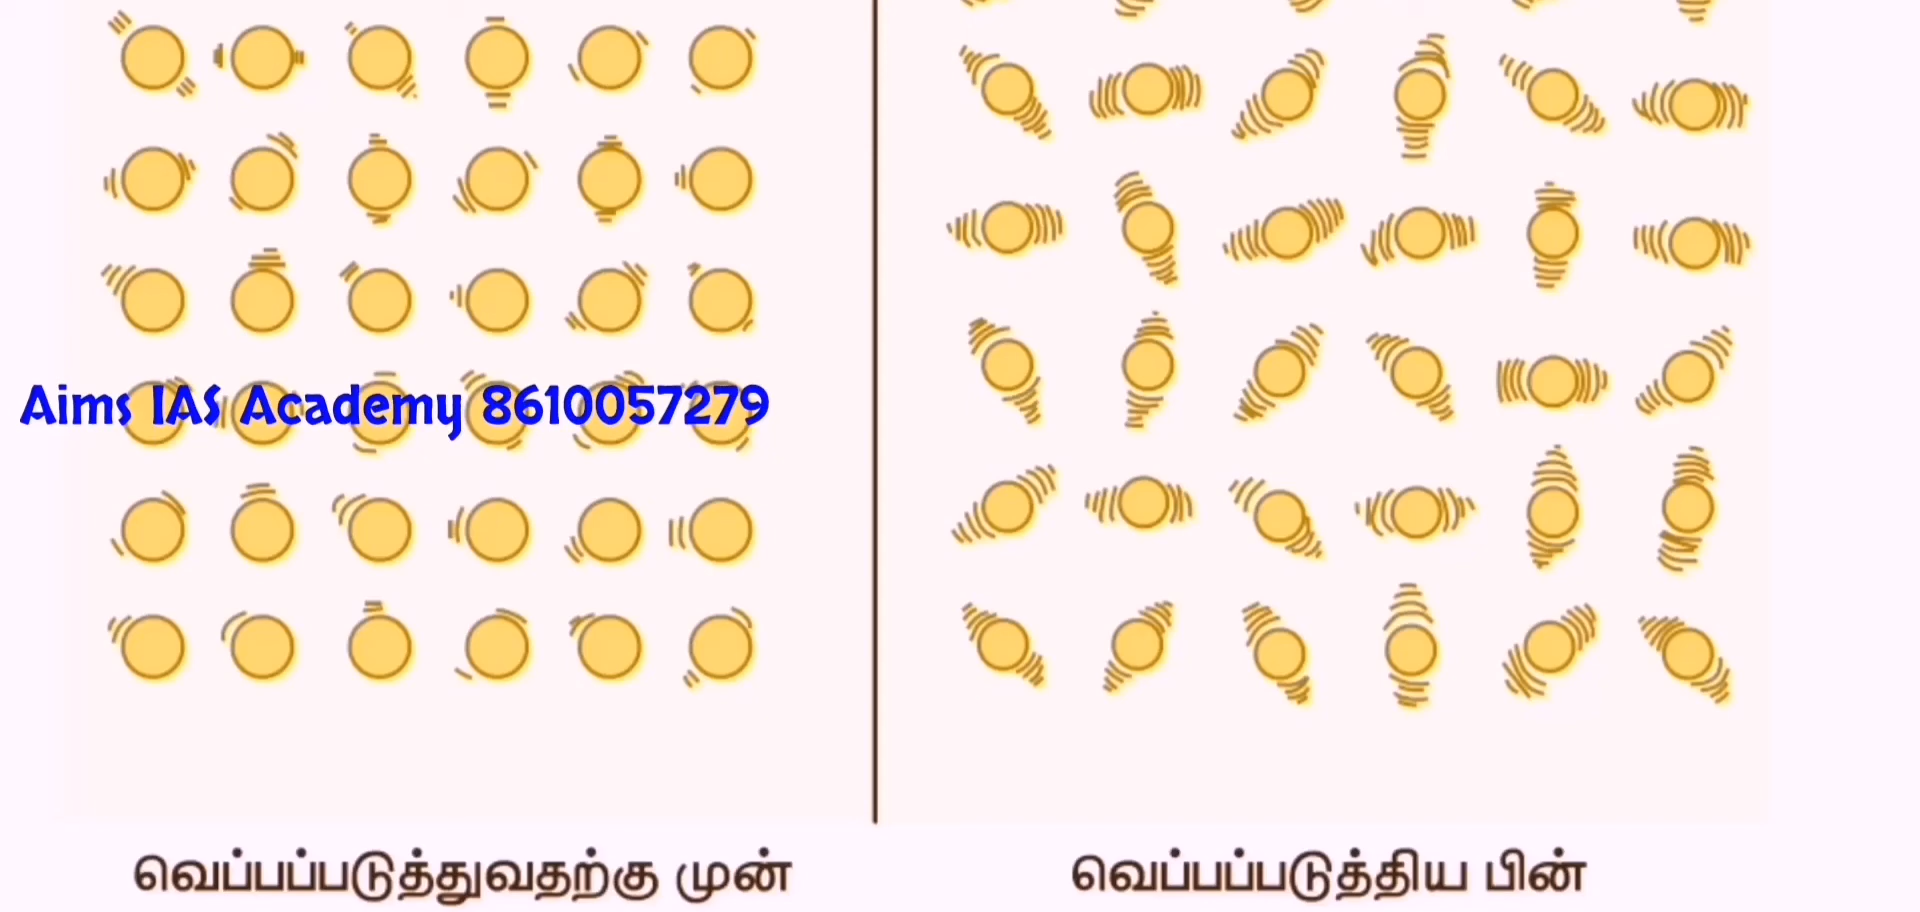 Aims IAS Academy 8610057279
வெப்பப்படுத்துவதற்கு முன்
வெப்பப்படுத்திய பின்